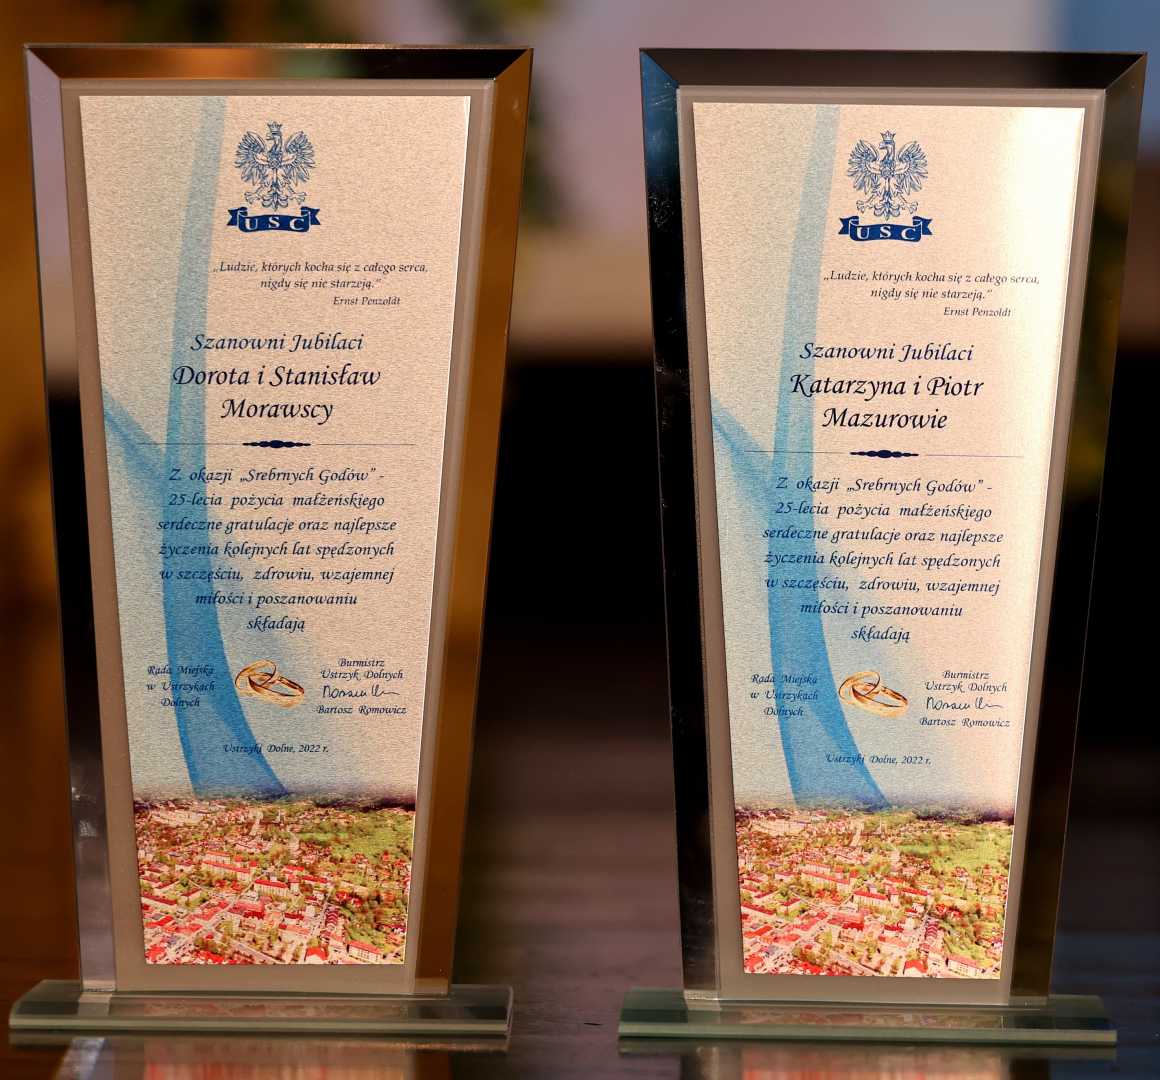 USC
„Ludzie, których kocha się z całego serca,
nigdy się nie starzeją.”
Ernst Penzoldt
Szanowni Jubilaci
Dorota i Stanisław
Morawscy
Z okazji „Srebrnych Godów” -
25-lecia pożycia małżeńskiego
serdeczne gratulacje oraz najlepsze
życzenia kolejnych lat spędzonych
w szczęściu, zdrowiu, wzajemnej
miłości i poszanowaniu
składają
Rada Miejska
w Ustrzykach
Dolnych
Burmistrz
Ustrzyk Dolnych
Bartosz Romowicz
Ustrzyki Dolne, 2022 r.
USC
„Ludzie, których kocha się z całego serca,
nigdy się nie starzeją.”
Ernst Penzoldt
Szanowni Jubilaci
Katarzyna i Piotr
Mazurowie
Z okazji „Srebrnych Godów” -
25-lecia pożycia małżeńskiego
serdeczne gratulacje oraz najlepsze
życzenia kolejnych lat spędzonych
w szczęściu, zdrowiu, wzajemnej
miłości i poszanowaniu
składają
Rada Miejska
w Ustrzykach
Dolnych
Burmistrz
Ustrzyk Dolnych
Bartosz Romowicz
Ustrzyki Dolne, 2022 r.